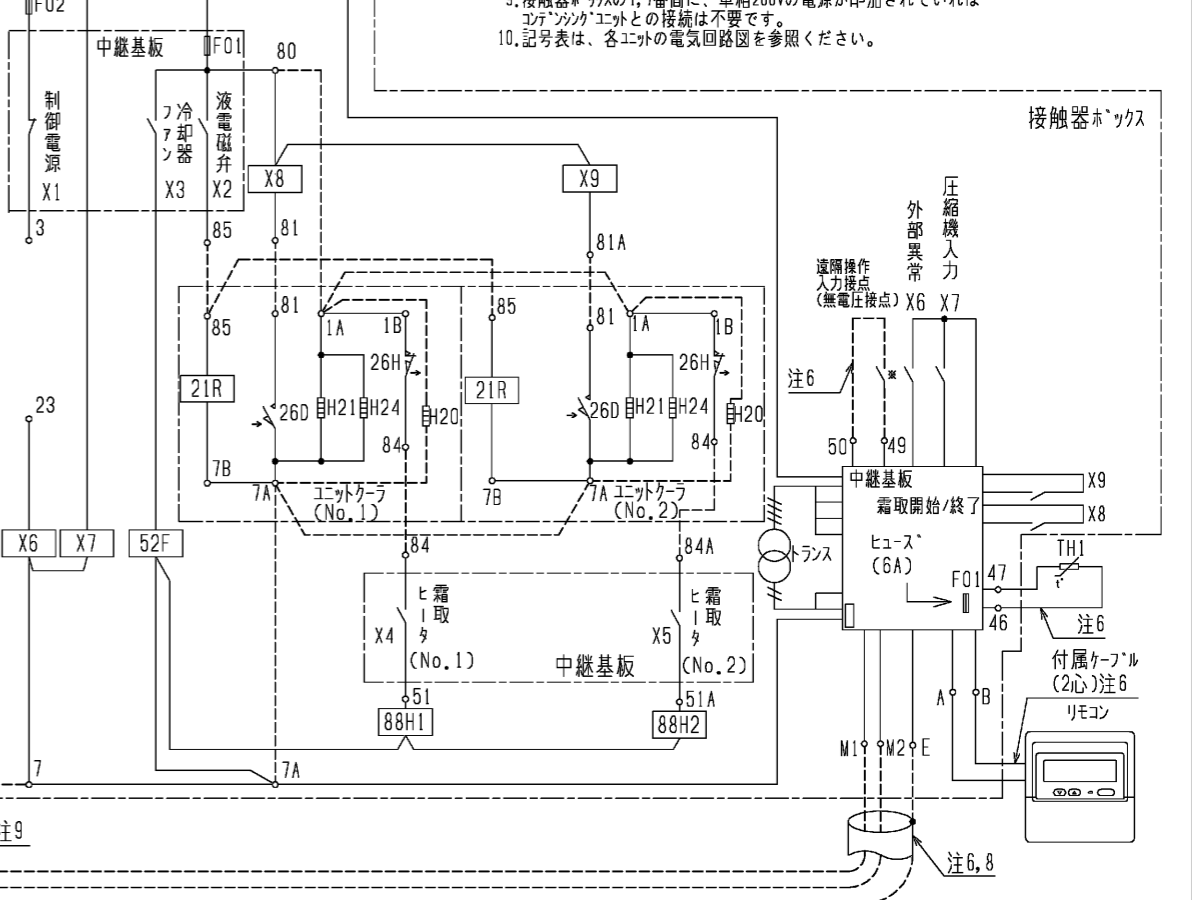 F02
コンデンシングユニットとの接続は不要です。
10.記号表は、各ユニットの電気回路図を参照ください。
中継基板
F01
80
接触器ボックス
制御電源
X1
冷却器ファン
X3
液電磁弁
X2
X8
X9
3
85
81
81A
外部異常
X6
圧縮機入力
X7
遠隔操作
入力接点
(無電圧接点)
85
81
1A
1B
26H
21R
26D
H21
H24
H20
84
7B
7A
ユニットクーラ
(No.1)
85
81
1A
1B
26H
21R
26D
H21
H24
H20
84
7B
7A
ユニットクーラ
(No.2)
23
注6
※
50
49
中継基板
霜取開始/終了
ヒューズ
(6A)
F01
X9
X8
トランス
TH1
t°
47
46
注6
X6
X7
52F
84
84A
X4
霜取ヒータ
(No.1)
X5
霜取ヒータ
(No.2)
中継基板
51
51A
88H1
88H2
付属ケーブル
(2心)注6
リモコン
A
B
M1
M2
E
7
7A
注9
注6,8